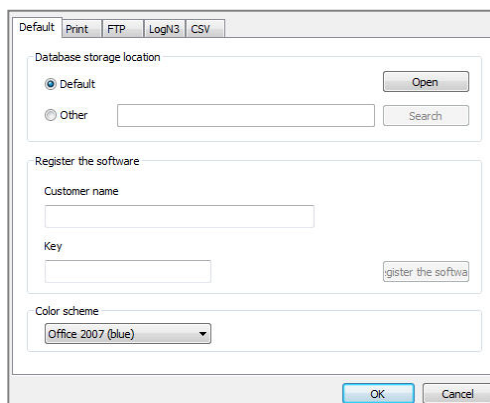 Default Print FTP LogN3 CSV
Database storage location
Default Open
Other Search
Register the software
Customer name
Key
gister the softwa
Color scheme
Office 2007 (blue)
OK Cancel